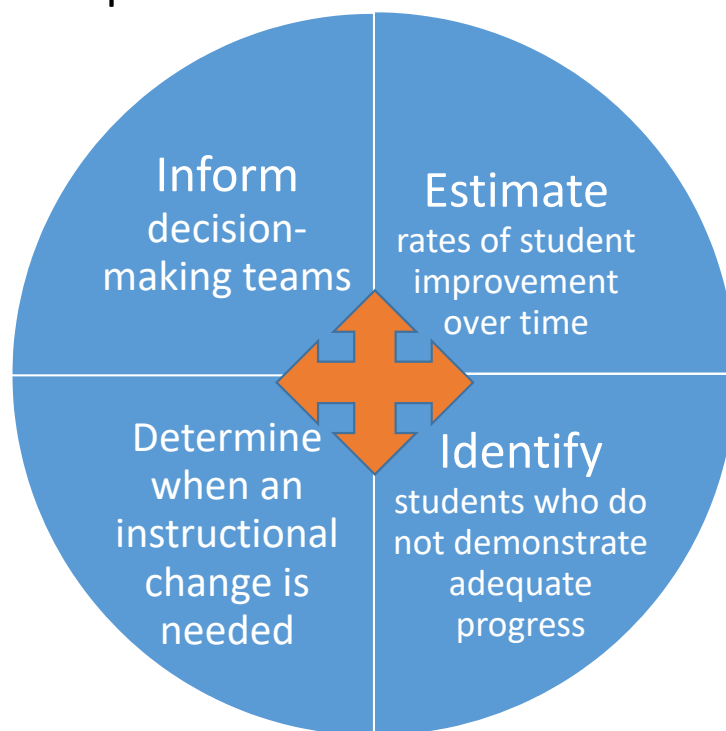 Inform
decision-
making teams
Estimate
rates of student
improvement
over time
Determine
when an
instructional
change is
needed
Identify
students who do
not demonstrate
adequate
progress